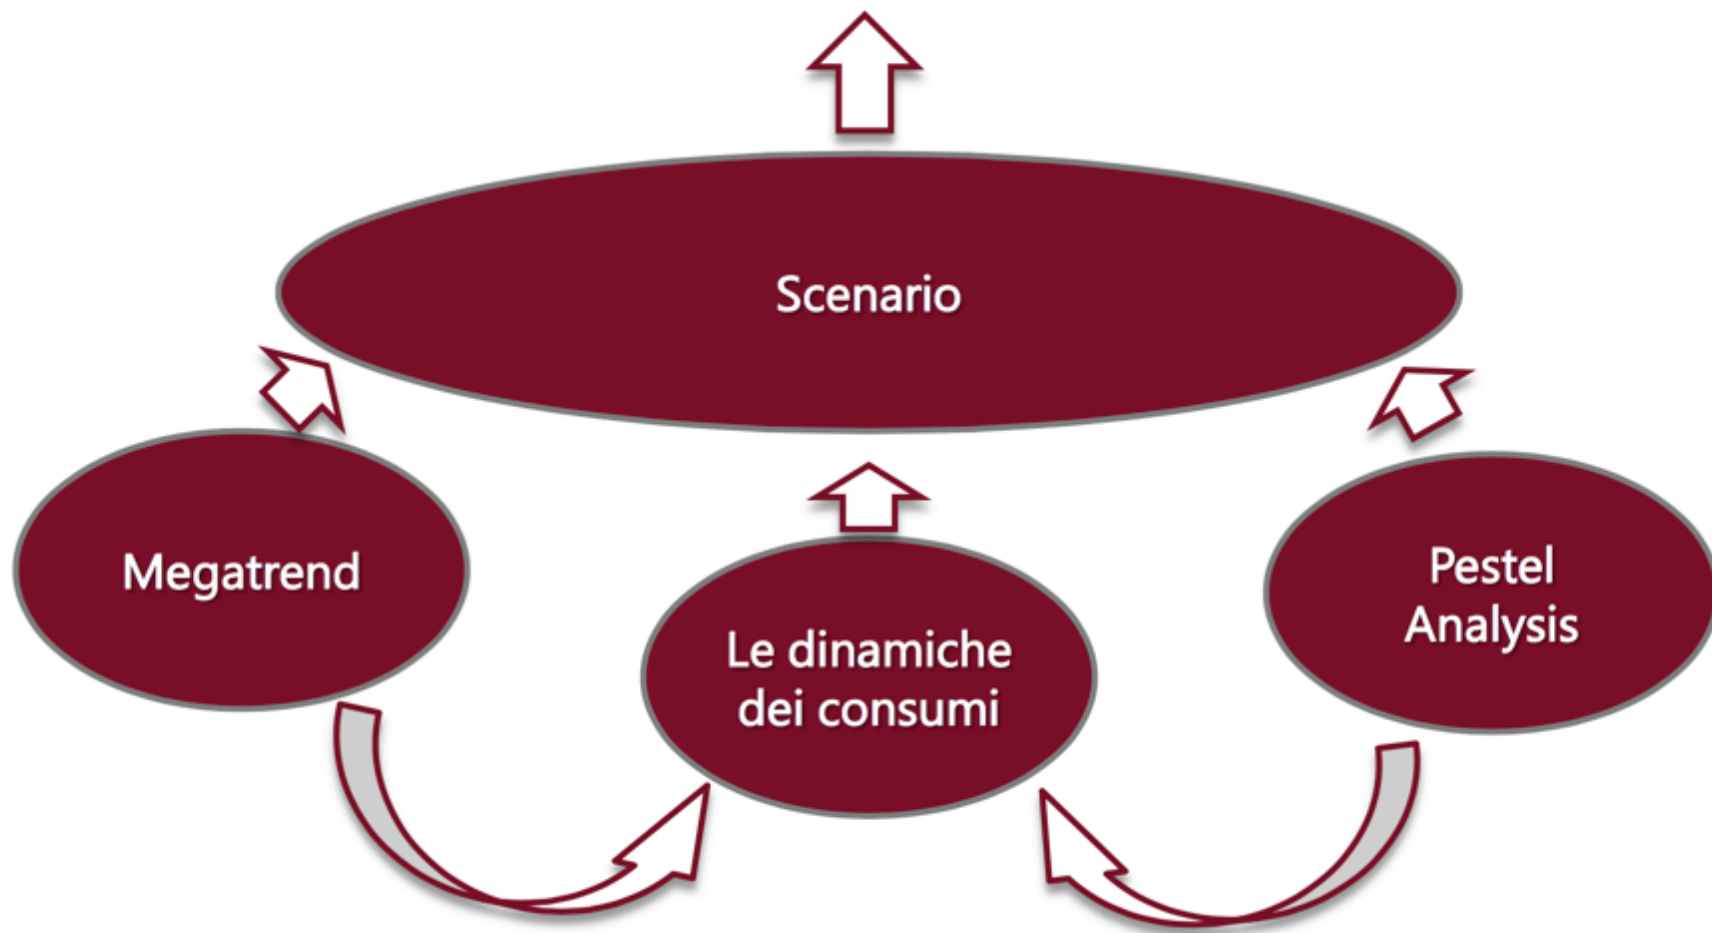 Scenario
Megatrend
Le dinamiche
dei consumi
Pestel
Analysis